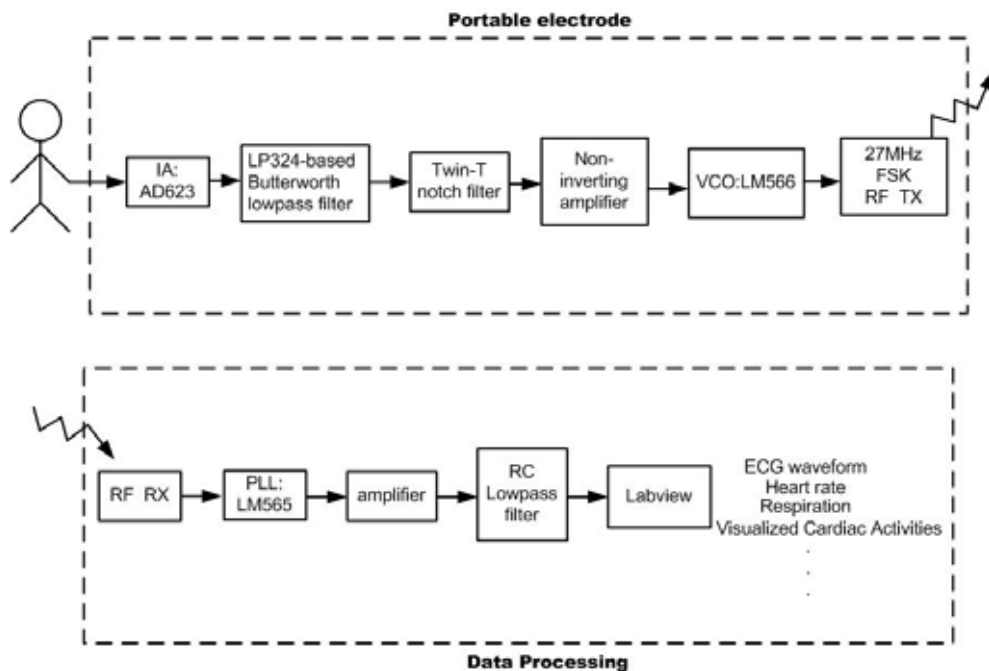 Portable electrode
IA:
AD623
LP324-based
Butterworth
lowpass filter
Twin-T
notch filter
Non-
inverting
amplifier
VCO:LM566
27MHz
FSK
RF TX
RF RX
PLL:
LM565
amplifier
RC
Lowpass
filter
Labview
ECG waveform
Heart rate
Respiration
Visualized Cardiac Activities
Data Processing